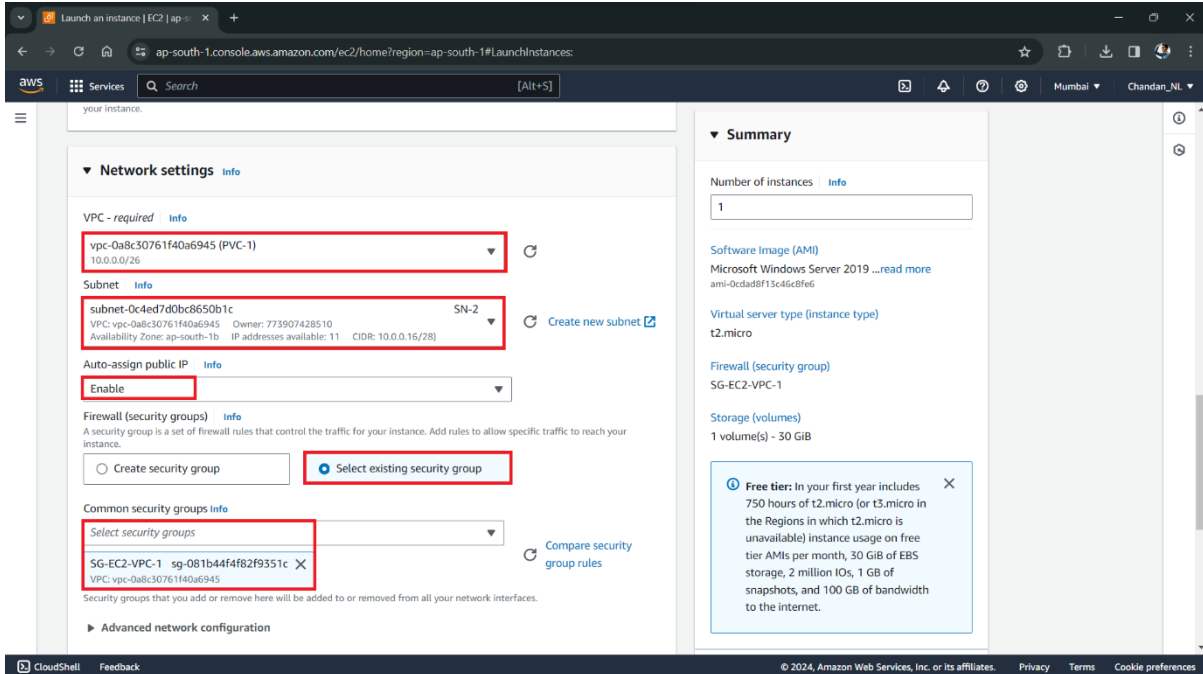 Launch an instance | EC2 | ap-s
ap-south-1.console.aws.amazon.com/ec2/home?region=ap-south-1#LaunchInstances:
aws
Services
Search
[Alt+S]
Mumbai
Chandan_NL
your instance.
Network settings Info
VPC - required Info
vpc-0a8c30761f40a6945 (PVC-1)
10.0.0.0/26
Subnet Info
subnet-0c4ed7d0bc8650b1c SN-2
VPC: vpc-0a8c30761f40a6945 Owner: 773907428510
Availability Zone: ap-south-1b IP addresses available: 11 CIDR: 10.0.0.16/28)
Create new subnet
Auto-assign public IP Info
Enable
Firewall (security groups) Info
A security group is a set of firewall rules that control the traffic for your instance. Add rules to allow specific traffic to reach your
instance.
Create security group
Select existing security group
Common security groups Info
Select security groups
SG-EC2-VPC-1 sg-081b44f4f82f9351c
VPC: vpc-0a8c30761f40a6945
Compare security
group rules
Security groups that you add or remove here will be added to or removed from all your network interfaces.
Advanced network configuration
Summary
Number of instances Info
1
Software Image (AMI)
Microsoft Windows Server 2019 ...read more
ami-0cdad8f13c46c8fe6
Virtual server type (instance type)
t2.micro
Firewall (security group)
SG-EC2-VPC-1
Storage (volumes)
1 volume(s) - 30 GiB
Free tier: In your first year includes
750 hours of t2.micro (or t3.micro in
the Regions in which t2.micro is
unavailable) instance usage on free
tier AMIs per month, 30 GiB of EBS
storage, 2 million IOs, 1 GB of
snapshots, and 100 GB of bandwidth
to the internet.
CloudShell
Feedback
© 2024, Amazon Web Services, Inc. or its affiliates.
Privacy
Terms
Cookie preferences